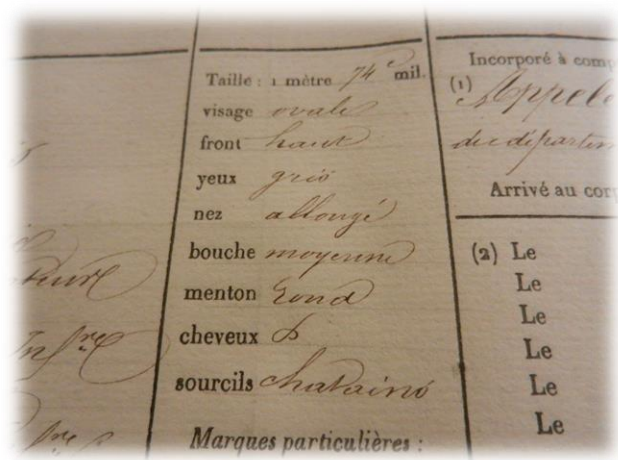 Taille : 1 mètre 74 c mil.
visage ovale
front haut
yeux gris
nez allongé
bouche moyenne
menton rond
cheveux &
sourcils chatains
Marques particulières :
Incorporé à comp
(1) Appelé
du départem
Arrivé au corp
(2) Le
Le
Le
Le
Le
Le